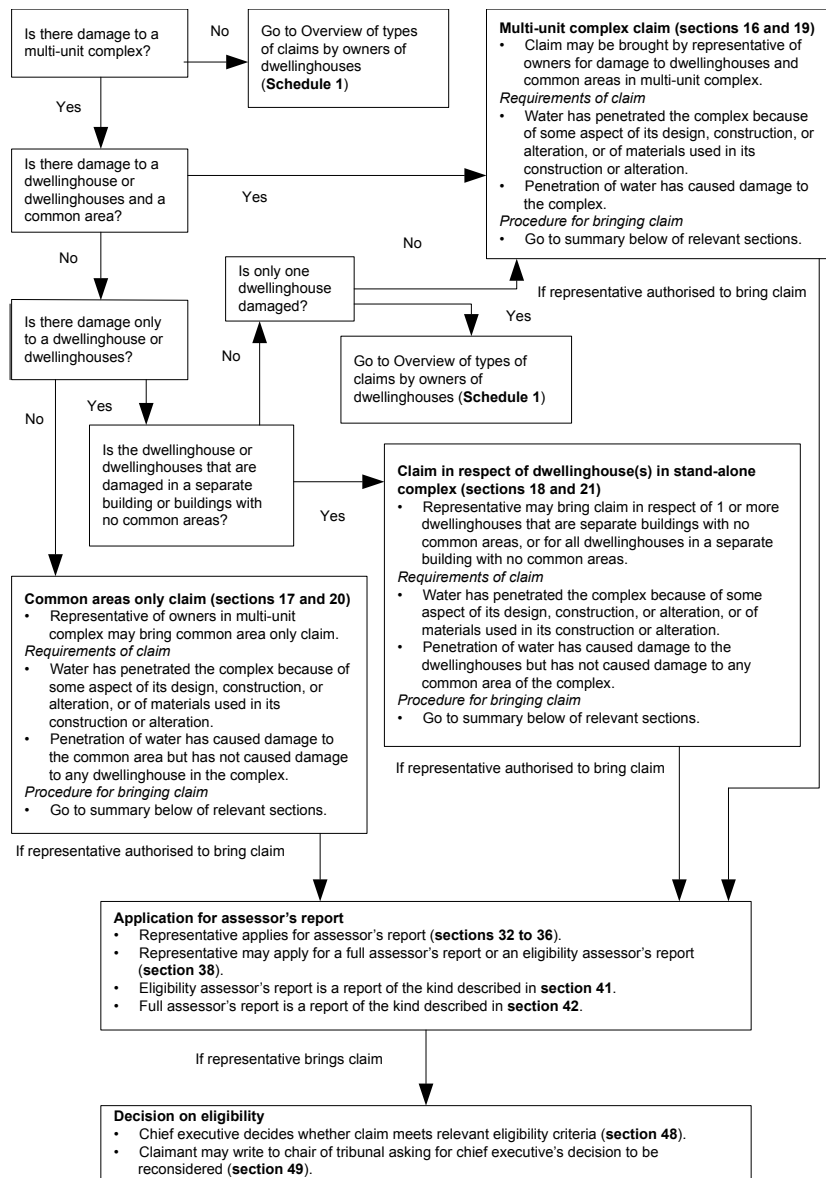 Is there damage to a
multi-unit complex?
No
Go to Overview of types
of claims by owners of
dwellinghouses
(Schedule 1)
Multi-unit complex claim (sections 16 and 19)
• Claim may be brought by representative of
owners for damage to dwellinghouses and
common areas in multi-unit complex.
Requirements of claim
• Water has penetrated the complex because
of some aspect of its design, construction, or
alteration, or of materials used in its
construction or alteration.
• Penetration of water has caused damage to
the complex.
Procedure for bringing claim
• Go to summary below of relevant sections.
Yes
Is there damage to a
dwellinghouse or
dwellinghouses and a
common area?
Yes
No
Is only one
dwellinghouse
damaged?
No
If representative authorised to bring claim
Yes
Is there damage only
to a dwellinghouse or
dwellinghouses?
No
Go to Overview of types of
claims by owners of
dwellinghouses (Schedule 1)
No
Yes
Is the dwellinghouse or
dwellinghouses that are
damaged in a separate
building or buildings with
no common areas?
Yes
Claim in respect of dwellinghouse(s) in stand-alone
complex (sections 18 and 21)
• Representative may bring claim in respect of 1 or more
dwellinghouses that are separate buildings with no
common areas, or for all dwellinghouses in a separate
building with no common areas.
Requirements of claim
• Water has penetrated the complex because of some
aspect of its design, construction, or alteration, or of
materials used in its construction or alteration.
• Penetration of water has caused damage to the
dwellinghouses but has not caused damage to any
common area of the complex.
Procedure for bringing claim
• Go to summary below of relevant sections.
Common areas only claim (sections 17 and 20)
• Representative of owners in multi-unit
complex may bring common area only claim.
Requirements of claim
• Water has penetrated the complex because of
some aspect of its design, construction, or
alteration, or of materials used in its
construction or alteration.
• Penetration of water has caused damage to
the common area but has not caused damage
to any dwellinghouse in the complex.
Procedure for bringing claim
• Go to summary below of relevant sections.
If representative authorised to bring claim
If representative authorised to bring claim
Application for assessor's report
• Representative applies for assessor's report (sections 32 to 36).
• Representative may apply for a full assessor's report or an eligibility assessor's report
(section 38).
• Eligibility assessor's report is a report of the kind described in section 41.
• Full assessor's report is a report of the kind described in section 42.
If representative brings claim
Decision on eligibility
• Chief executive decides whether claim meets relevant eligibility criteria (section 48).
• Claimant may write to chair of tribunal asking for chief executive's decision to be
reconsidered (section 49).